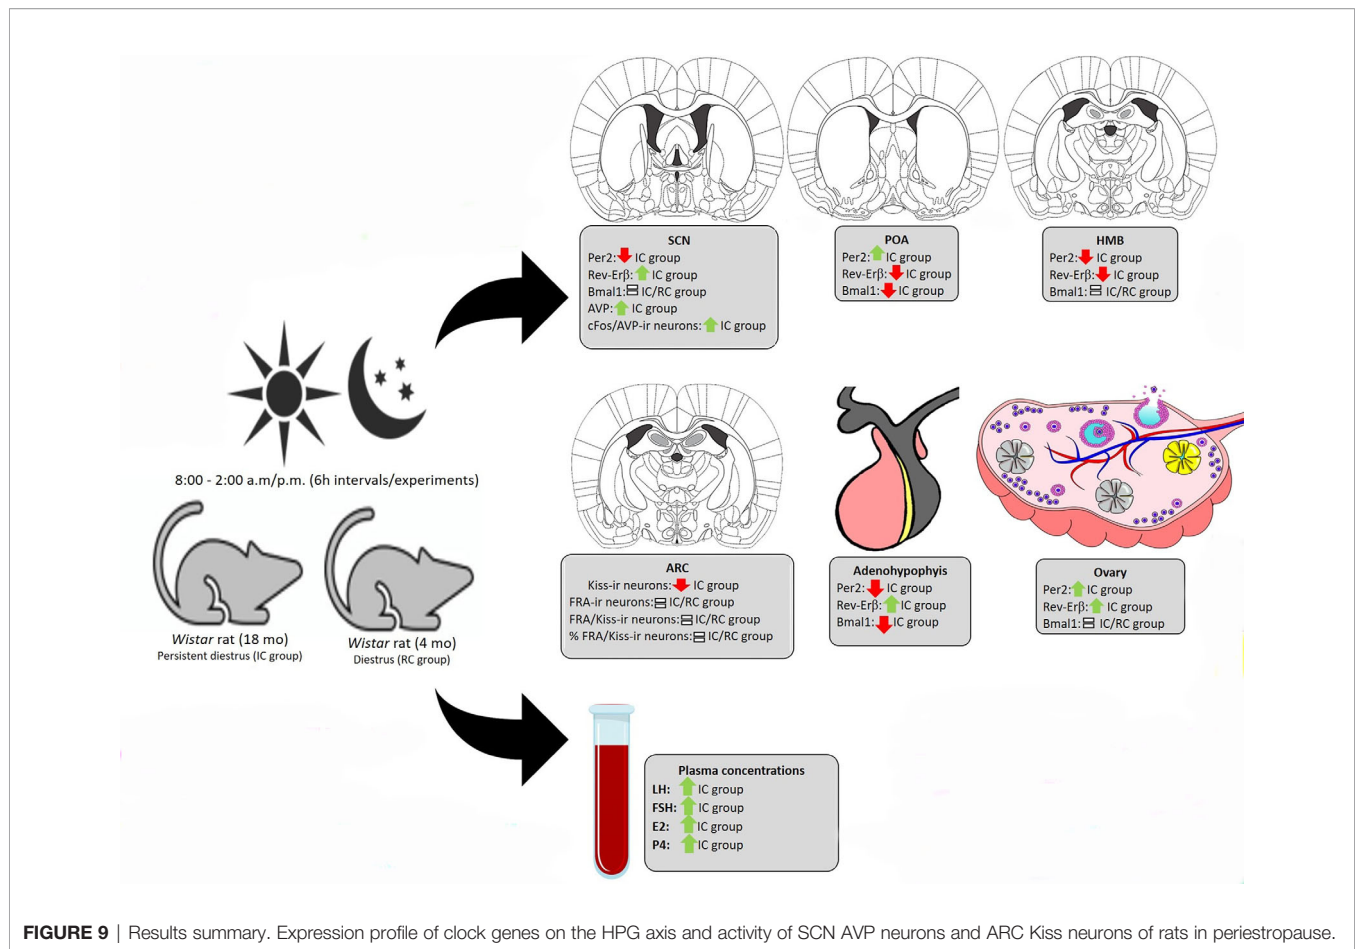 SCN
Per2: IC group
Rev-Erβ: IC group
Bmal1: IC/RC group
AVP: IC group
cFos/AVP-ir neurons: IC group
POA
Per2: IC group
Rev-Erβ: IC group
Bmal1: IC group
HMB
Per2: IC group
Rev-Erβ: IC group
Bmal1: IC/RC group
8:00 - 2:00 a.m/p.m. (6h intervals/experiments)
Wistar rat (18 mo)
Persistent diestrus (IC group)
Wistar rat (4 mo)
Diestrus (RC group)
ARC
Kiss-ir neurons: IC group
FRA-ir neurons: IC/RC group
FRA/Kiss-ir neurons: IC/RC group
% FRA/Kiss-ir neurons: IC/RC group
Adenohypophyis
Per2: IC group
Rev-Erβ: IC group
Bmal1: IC group
Ovary
Per2: IC group
Rev-Erβ: IC group
Bmal1: IC/RC group
Plasma concentrations
LH: IC group
FSH: IC group
E2: IC group
P4: IC group
FIGURE 9 | Results summary. Expression profile of clock genes on the HPG axis and activity of SCN AVP neurons and ARC Kiss neurons of rats in periestropause.